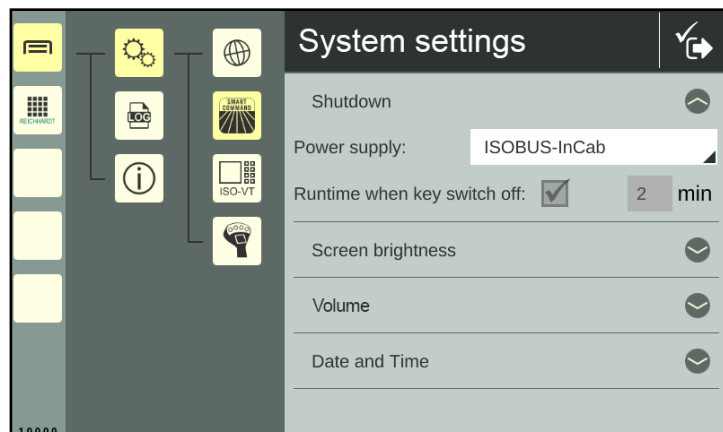 System settings
REICHHARDT
LOG
SMART
COMMAND
ISO-VT
Shutdown
Power supply:
ISOBUS-InCab
Runtime when key switch off:
2 min
Screen brightness
Volume
Date and Time